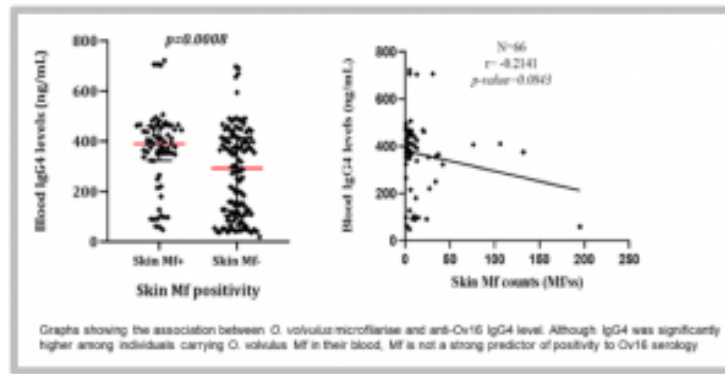 p=0.0008
Blood IgG4 levels (ng/mL)
800
600
400
200
0
Skin Mf+ Skin Mf-
Skin Mf positivity
N=66
r= -0.2141
p-value=0.0843
Blood IgG4 levels (ng/mL)
800
600
400
200
0
0 50 100 150 200 250
Skin Mf counts (Mf/ss)
Graphs showing the association between O. volvulus microfilariae and anti-Ov16 IgG4 level. Although IgG4 was significantly
higher among individuals carrying O. volvulus Mf in their blood, Mf is not a strong predictor of positivity to Ov16 serology